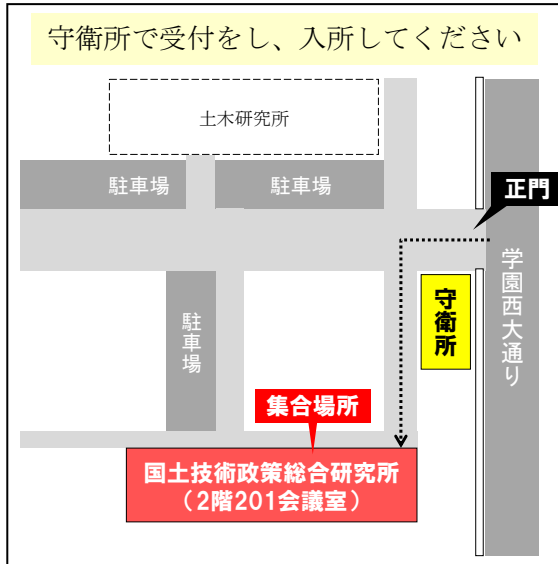 守衛所で受付をし、入所してください
土木研究所
駐車場
駐車場
正門
学園西大通り
守衛所
駐車場
集合場所
国土技術政策総合研究所
(2階201会議室)